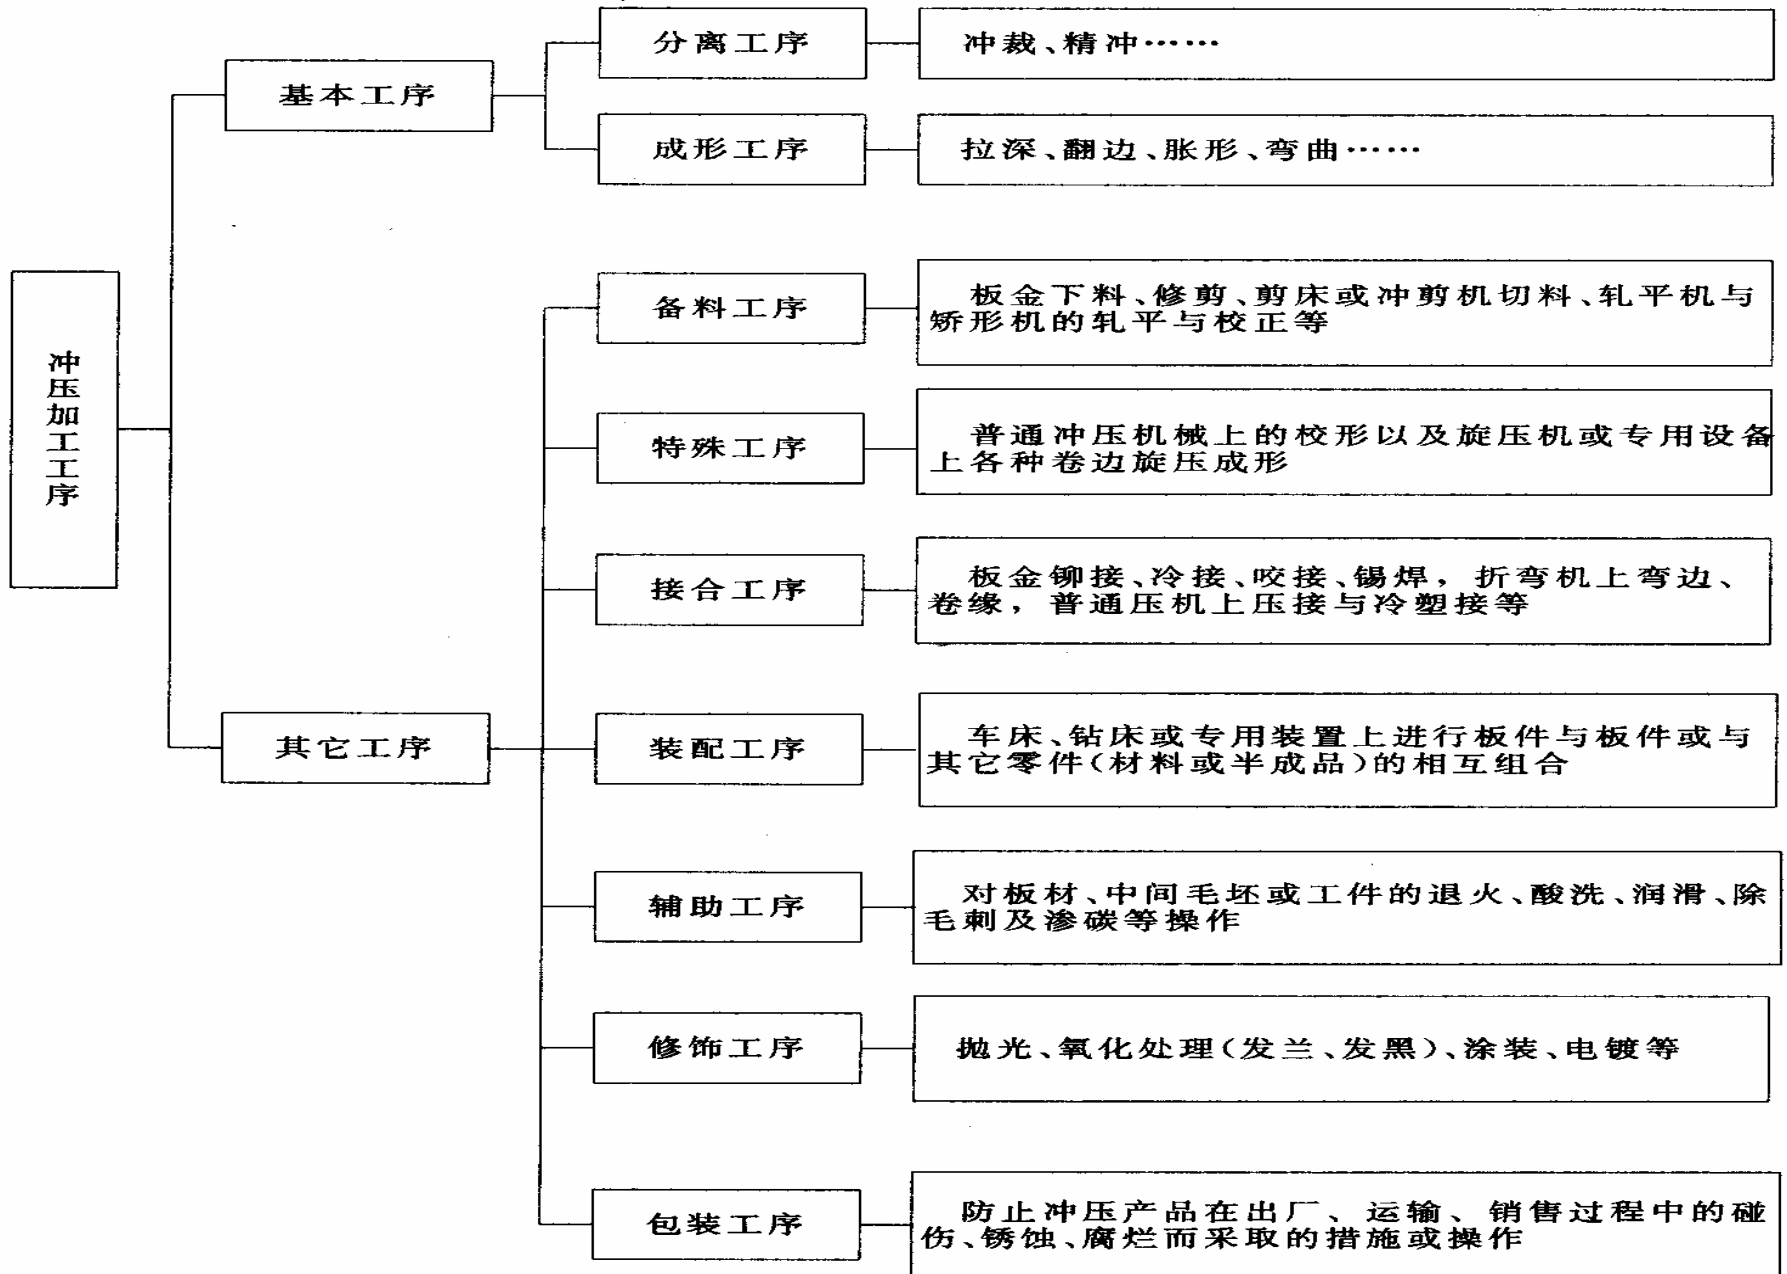 冲压加工工序
基本工序
分离工序
冲裁、精冲……
成形工序
拉深、翻边、胀形、弯曲……
其它工序
备料工序
板金下料、修剪、剪床或冲剪机切料、轧平机与
矫形机的轧平与校正等
特殊工序
普通冲压机械上的校形以及旋压机或专用设备
上各种卷边旋压成形
接合工序
板金铆接、冷接、咬接、锡焊，折弯机上弯边、
卷缘，普通压机上压接与冷塑接等
装配工序
车床、钻床或专用装置上进行板件与板件或与
其它零件(材料或半成品)的相互组合
辅助工序
对板材、中间毛坯或工件的退火、酸洗、润滑、除
毛刺及渗碳等操作
修饰工序
抛光、氧化处理(发兰、发黑)、涂装、电镀等
包装工序
防止冲压产品在出厂、运输、销售过程中的碰
伤、锈蚀、腐烂而采取的措施或操作